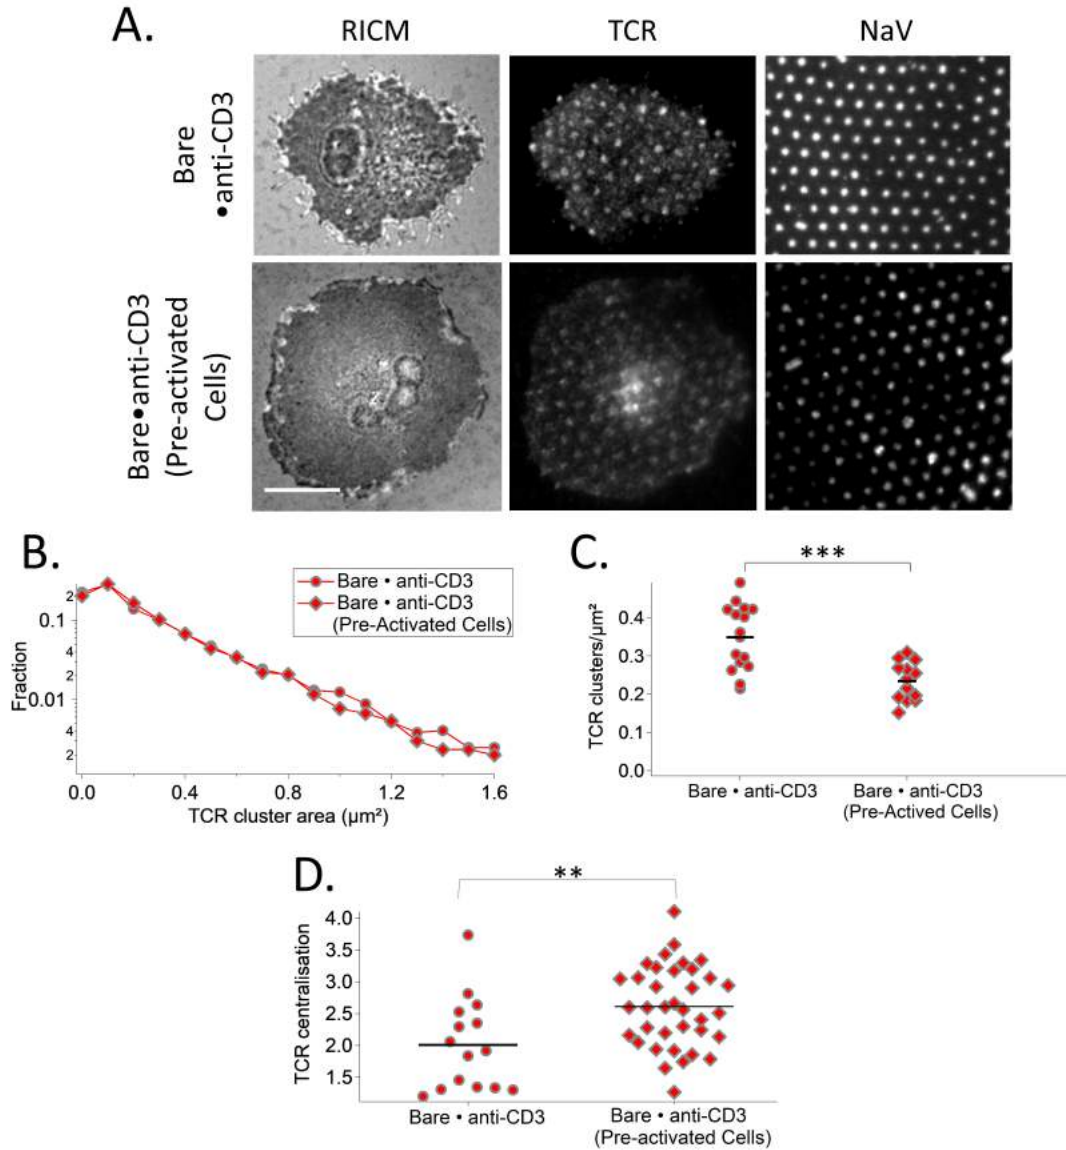 A.
RICM
TCR
NaV
Bare
•anti-CD3
Bare•anti-CD3
(Pre-activated
Cells)
B.
Fraction
2
0.1
4
2
0.01
4
2
0.0
0.4
0.8
1.2
1.6
TCR cluster area (µm²)
Bare • anti-CD3
Bare • anti-CD3
(Pre-Activated Cells)
C.
***
TCR clusters/µm²
0.4
0.3
0.2
0.1
0.0
Bare • anti-CD3
Bare • anti-CD3
(Pre-Actived Cells)
D.
**
TCR centralisation
4.0
3.5
3.0
2.5
2.0
1.5
Bare • anti-CD3
Bare • anti-CD3
(Pre-activated Cells)